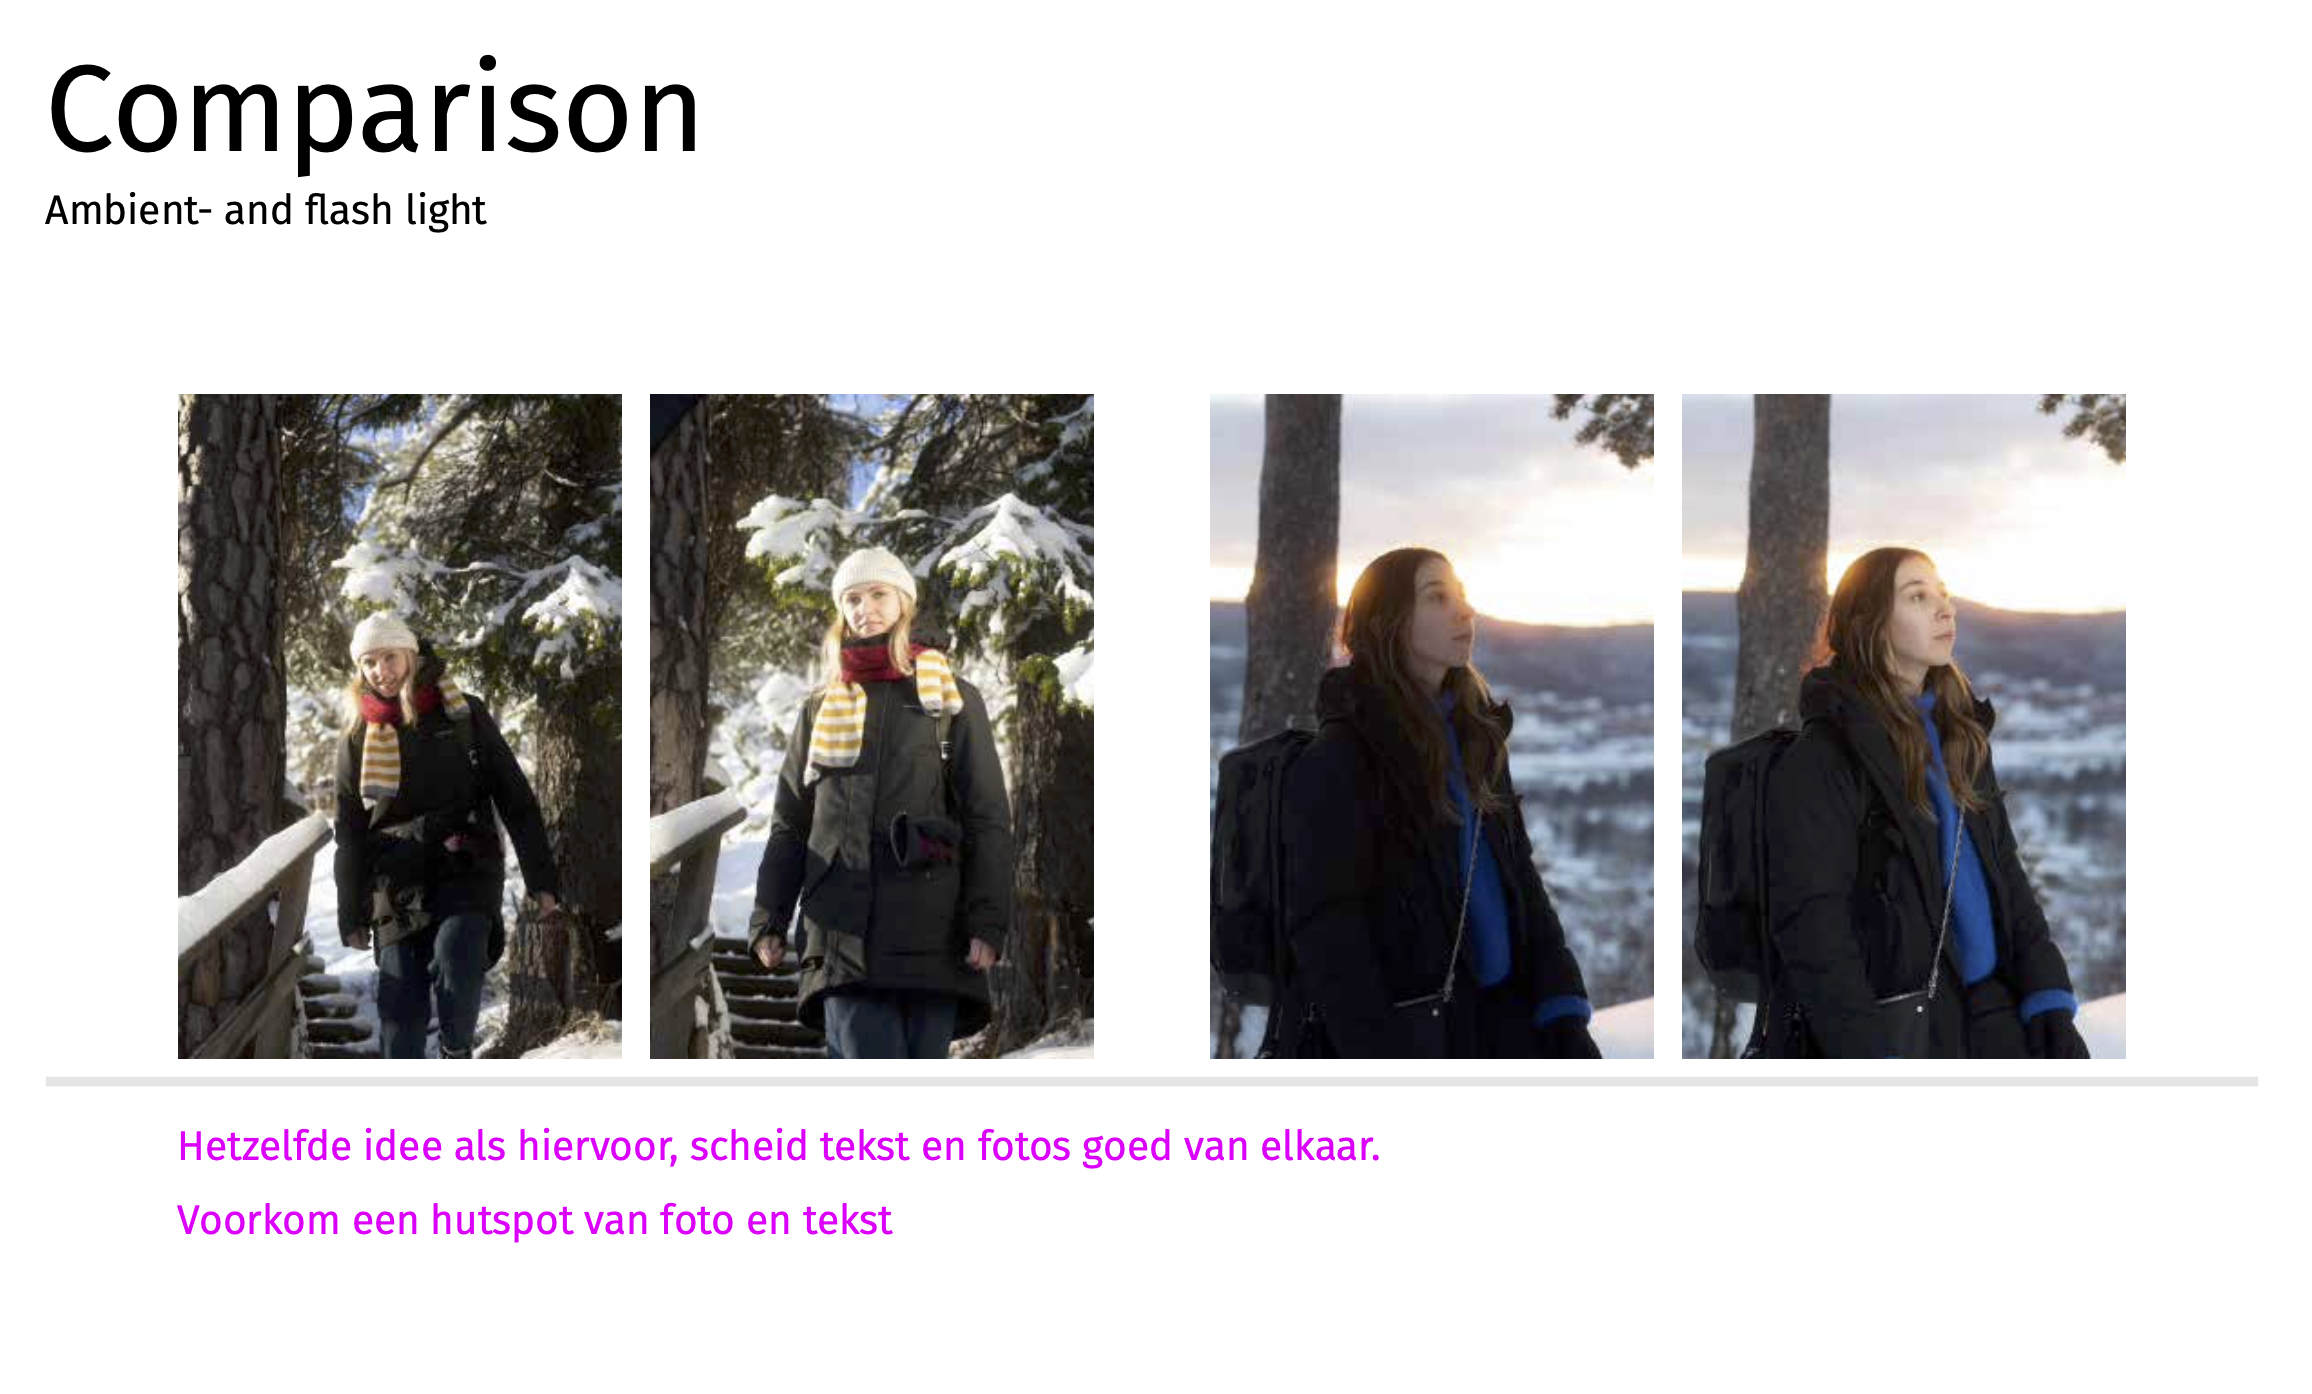 Comparison
Ambient- and flash light
Hetzelfde idee als hiervoor, scheid tekst en fotos goed van elkaar.
Voorkom een hutspot van foto en tekst